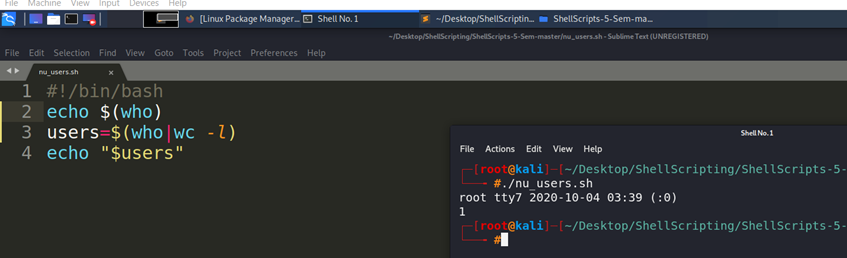 File Machine View Input Devices Help
[Linux Package Manager... Shell No. 1 ~/Desktop/ShellScriptin... ShellScripts-5-Sem-ma...
~/Desktop/ShellScripting/ShellScripts-5-Sem-master/nu_users.sh - Sublime Text (UNREGISTERED)
File Edit Selection Find View Goto Tools Project Preferences Help
nu_users.sh ×
1 #!/bin/bash
2 echo $(who)
3 users=$(who|wc -l)
4 echo "$users"
Shell No. 1
File Actions Edit View Help
[root@kali]-[~/Desktop/ShellScripting/ShellScripts-5-
#./nu_users.sh
root tty7 2020-10-04 03:39 (:0)
1
[root@kali]-[~/Desktop/ShellScripting/ShellScripts-5-
#